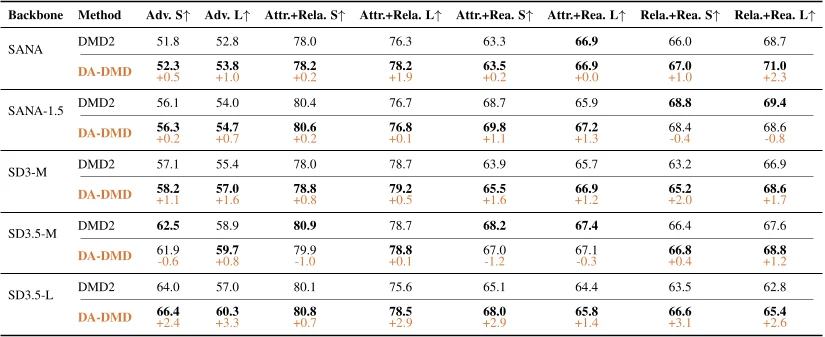 Backbone Method Adv. S↑ Adv. L↑ Attr.+Rela. S↑ Attr.+Rela. L↑ Attr.+Rea. S↑ Attr.+Rea. L↑ Rela.+Rea. S↑ Rela.+Rea. L↑
SANA
DMD2 51.8 52.8 78.0 76.3 63.3 66.9 66.0 68.7
DA-DMD 52.3 53.8 78.2 78.2 63.5 66.9 67.0 71.0
+0.5 +1.0 +0.2 +1.9 +0.2 +0.0 +1.0 +2.3
SANA-1.5
DMD2 56.1 54.0 80.4 76.7 68.7 65.9 68.8 69.4
DA-DMD 56.3 54.7 80.6 76.8 69.8 67.2 68.4 68.6
+0.2 +0.7 +0.2 +0.1 +1.1 +1.3 -0.4 -0.8
SD3-M
DMD2 57.1 55.4 78.0 78.7 63.9 65.7 63.2 66.9
DA-DMD 58.2 57.0 78.8 79.2 65.5 66.9 65.2 68.6
+1.1 +1.6 +0.8 +0.5 +1.6 +1.2 +2.0 +1.7
SD3.5-M
DMD2 62.5 58.9 80.9 78.7 68.2 67.4 66.4 67.6
DA-DMD 61.9 59.7 79.9 78.8 67.0 67.1 66.8 68.8
-0.6 +0.8 -1.0 +0.1 -1.2 -0.3 +0.4 +1.2
SD3.5-L
DMD2 64.0 57.0 80.1 75.6 65.1 64.4 63.5 62.8
DA-DMD 66.4 60.3 80.8 78.5 68.0 65.8 66.6 65.4
+2.4 +3.3 +0.7 +2.9 +2.9 +1.4 +3.1 +2.6